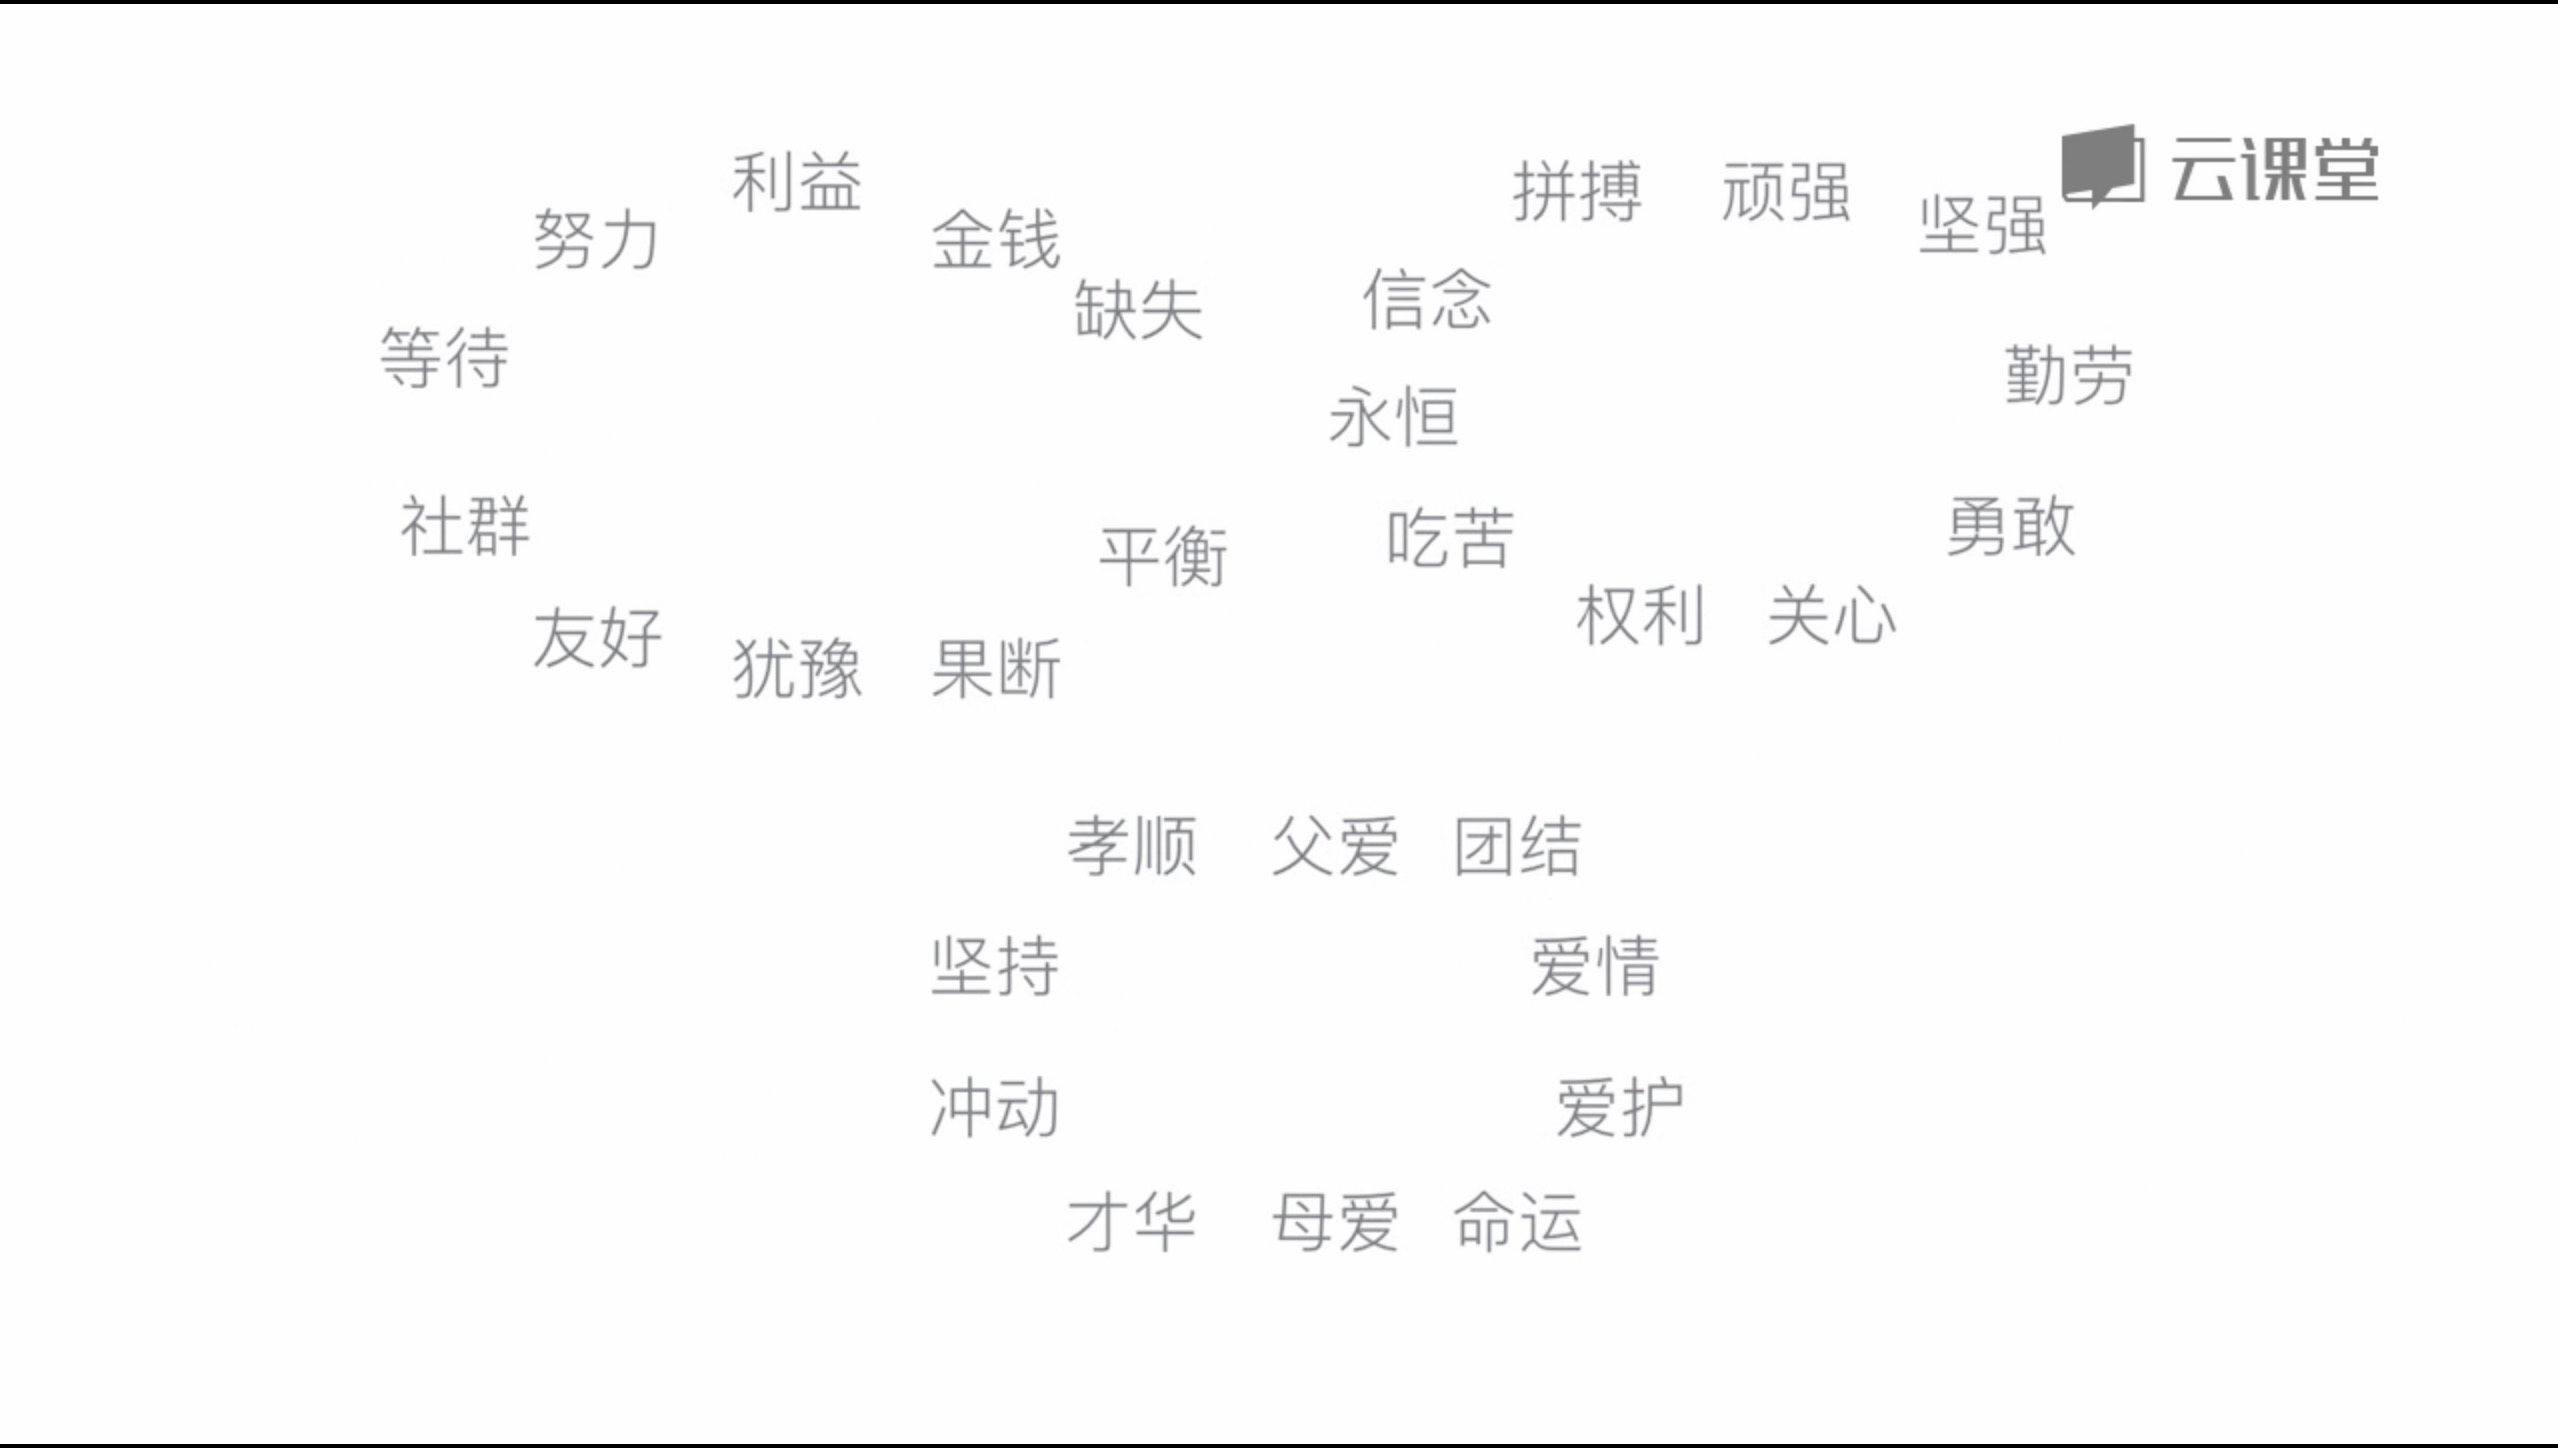 利益
努力
金钱
缺失
等待
社群
平衡
友好
犹豫
果断
拼搏
顽强
坚强
云课堂
信念
永恒
勤劳
吃苦
勇敢
权利
关心
孝顺
父爱
团结
坚持
爱情
冲动
爱护
才华
母爱
命运